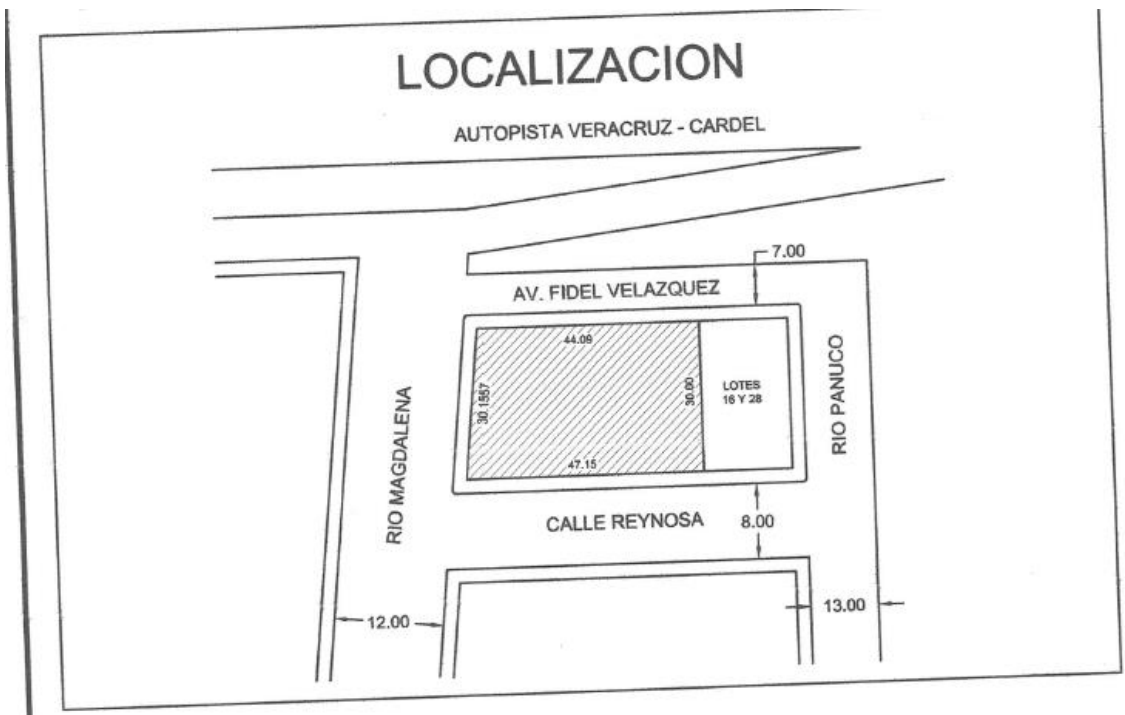 LOCALIZACION
AUTOPISTA VERACRUZ - CARDEL
7.00
AV. FIDEL VELAZQUEZ
44.09
30.1557
30.00
LOTES
16 Y 28
RIO PANUCO
RIO MAGDALENA
47.15
CALLE REYNOSA
8.00
12.00
13.00